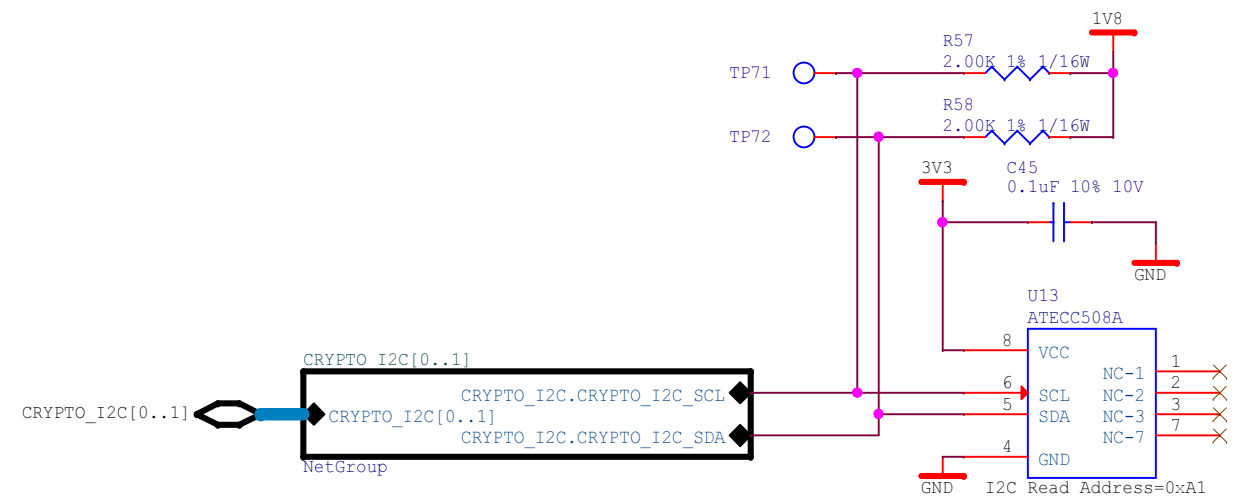 1V8
R57
2.00K 1% 1/16W
TP71
R58
2.00K 1% 1/16W
TP72
3V3
C45
0.1uF 10% 10V
GND
U13
ATECC508A
8
VCC
1
NC-1
6
SCL
2
NC-2
5
SDA
3
NC-3
7
NC-7
4
GND
CRYPTO I2C[0..1]
CRYPTO_I2C.CRYPTO_I2C_SCL
CRYPTO_I2C[0..1]
CRYPTO_I2C[0..1]
CRYPTO_I2C.CRYPTO_I2C_SDA
NetGroup
GND
I2C Read Address=0xA1